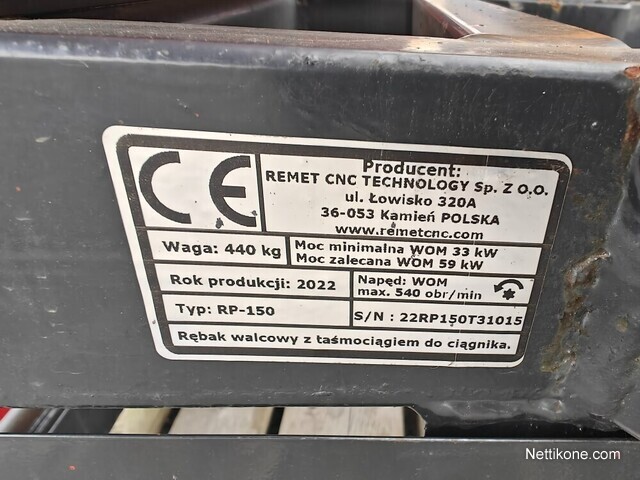 CE
Producent:
REMET CNC TECHNOLOGY Sp. Z O.O.
ul. Łowisko 320A
36-053 Kamień POLSKA
www.remetcnc.com
Waga: 440 kg
Moc minimalna WOM 33 kW
Moc zalecana WOM 59 kW
Rok produkcji: 2022
Napęd: WOM
max. 540 obr/min
Typ: RP-150
S/N : 22RP150T31015
Rębak walcowy z taśmociągiem do ciągnika.
Nettikone.com